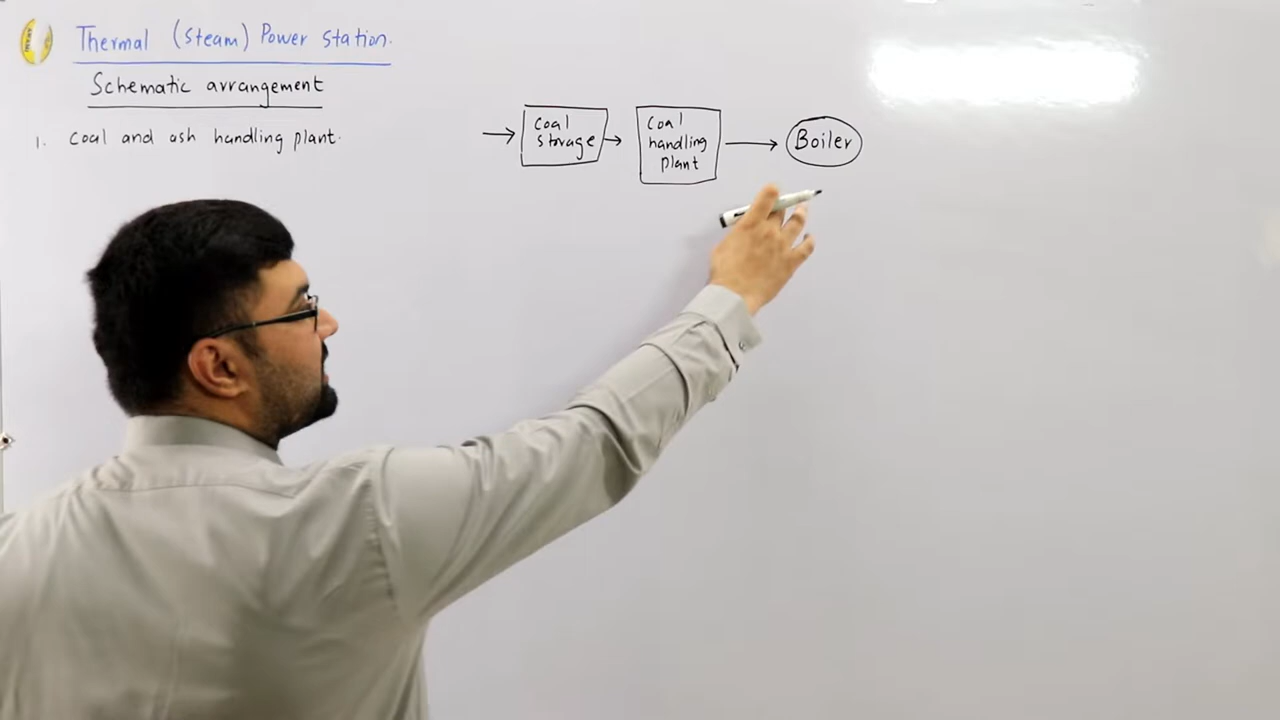 Thermal (Steam) Power Station.
Schematic arrangement
1. Coal and ash handling plant.
Coal
storage
Coal
handling
plant
Boiler